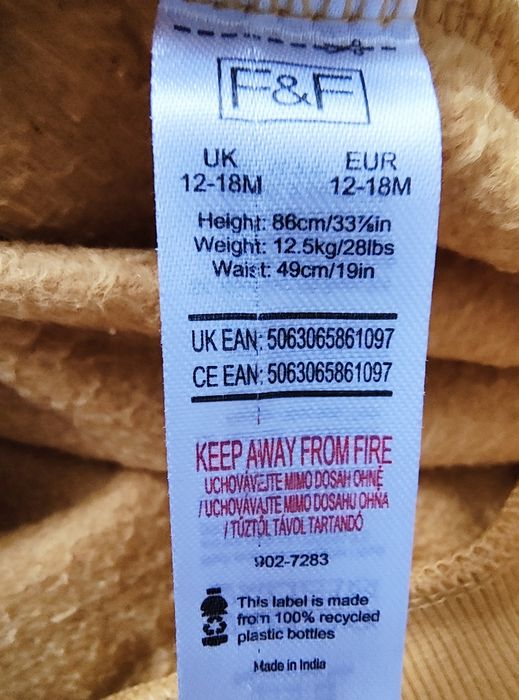 F&F
UK EUR
12-18M 12-18M
Height: 86cm/33⅞in
Weight: 12.5kg/28lbs
Waist: 49cm/19in
UK EAN: 5063065861097
CE EAN: 5063065861097
KEEP AWAY FROM FIRE
UCHOVÁVEJTE MIMO DOSAH OHNĚ
/ UCHOVÁVAJTE MIMO DOSAHU OHŇA
/ TŰZTŐL TÁVOL TARTANDÓ
902-7283
This label is made
from 100% recycled
plastic bottles
Made in India